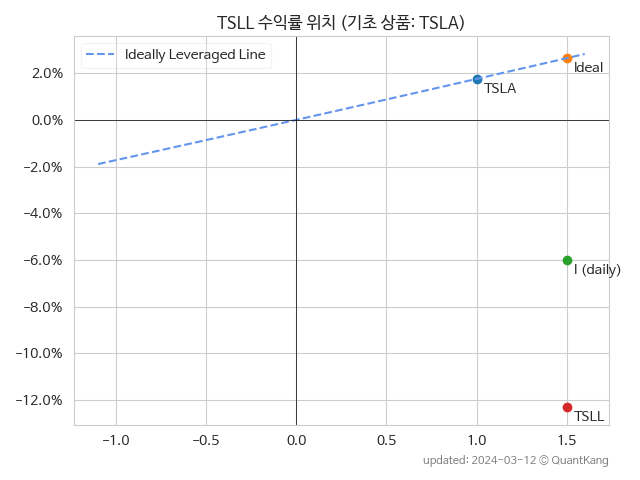 TSLL 수익률 위치 (기초 상품: TSLA)
Ideally Leveraged Line
2.0%
0.0%
−2.0%
−4.0%
−6.0%
−8.0%
−10.0%
−12.0%
Ideal
TSLA
I (daily)
TSLL
−1.0 −0.5 0.0 0.5 1.0 1.5
updated: 2024-03-12 © QuantKang